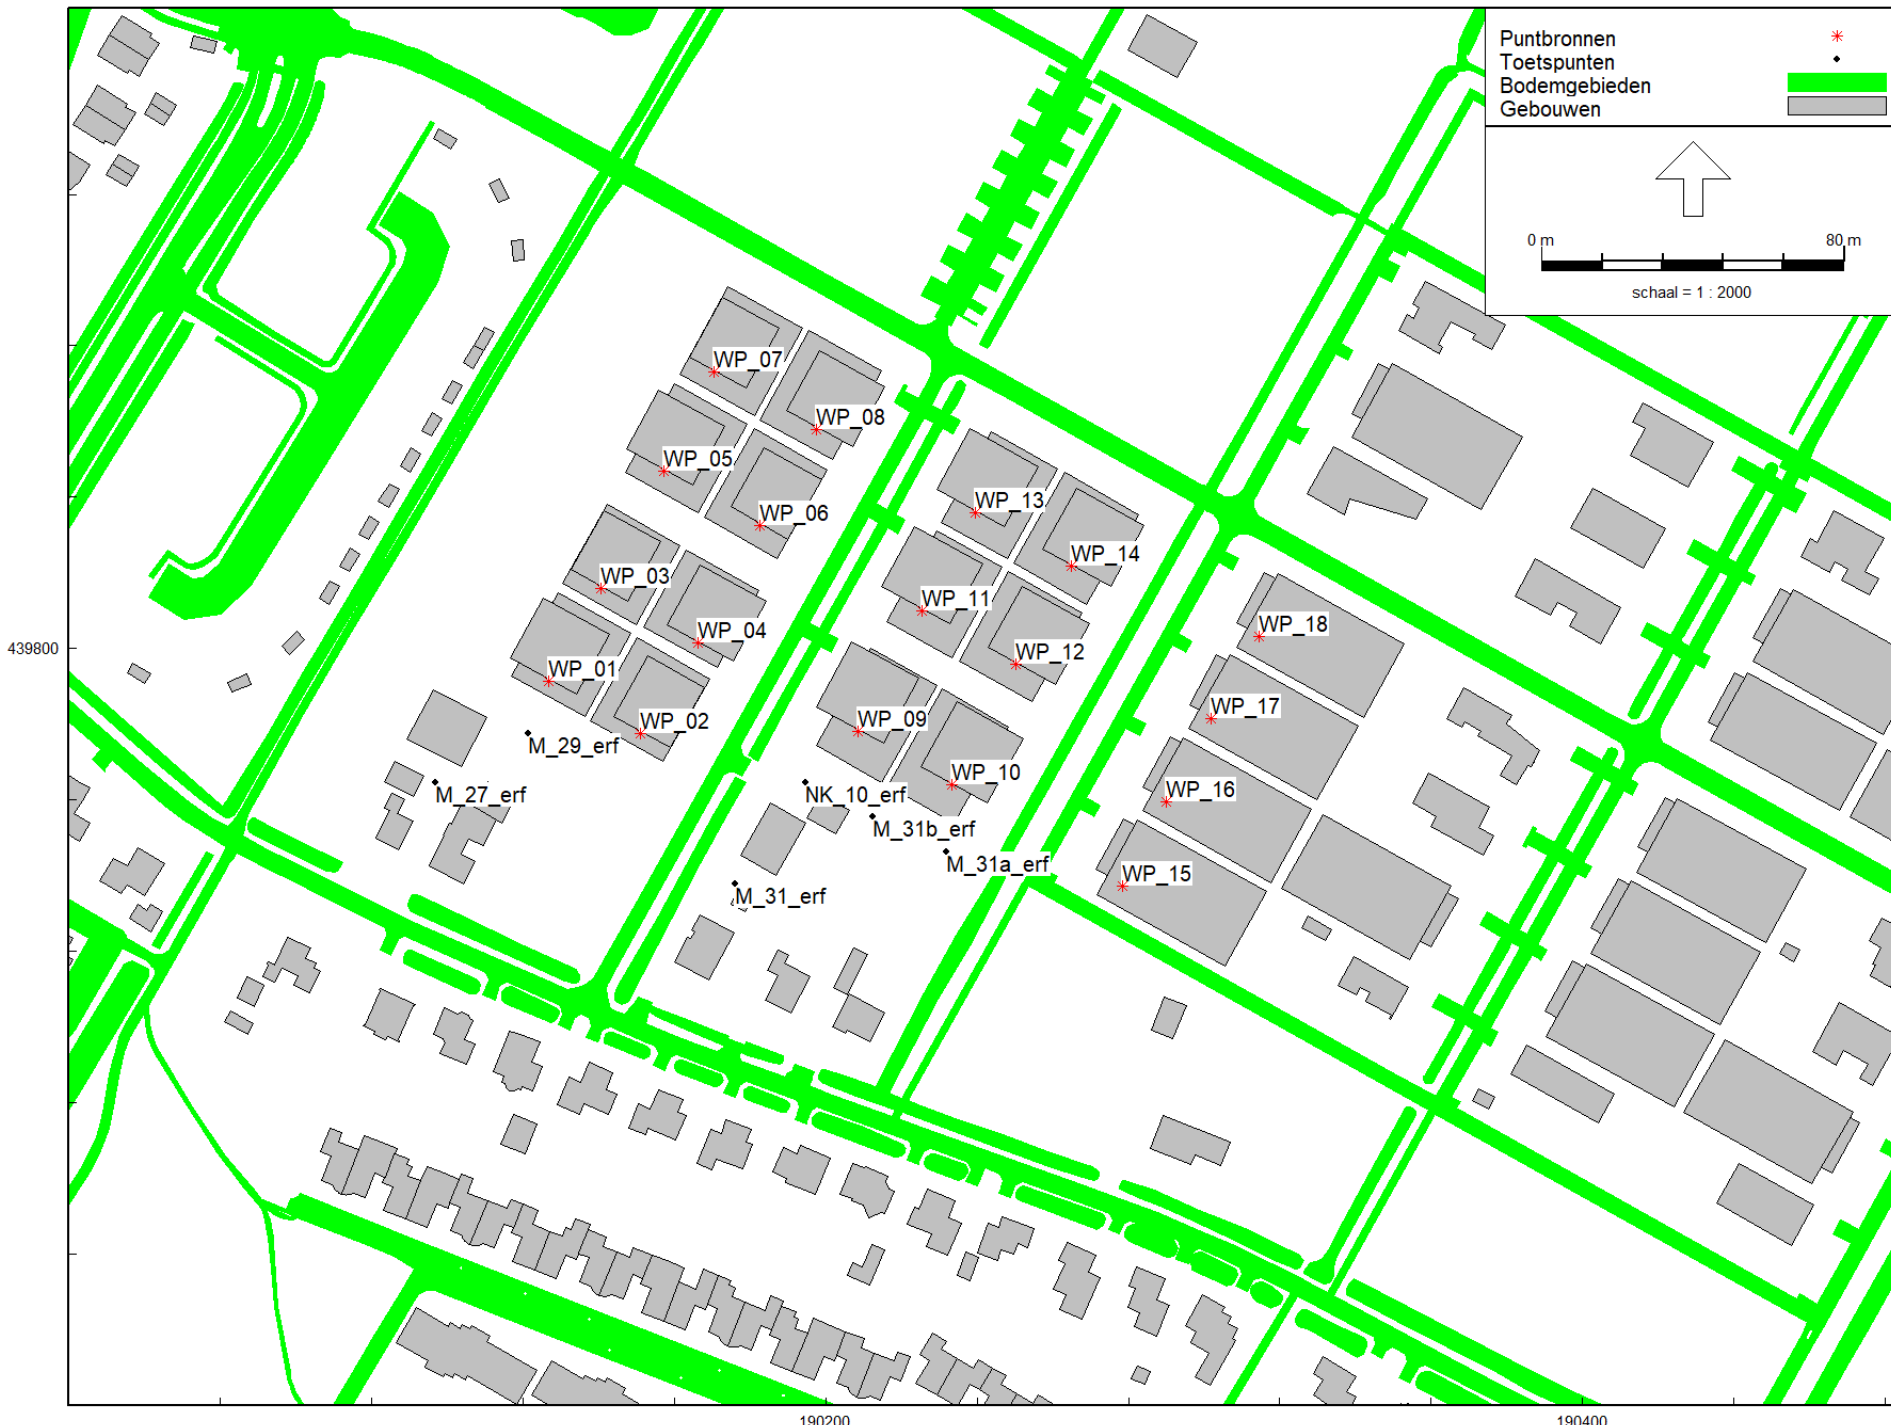 Puntbronnen
Toetspunten
Bodemgebieden
Gebouwen
0 m 80 m
schaal = 1 : 2000
WP_07
WP_08
WP_05
WP_06
WP_13
WP_14
WP_03
WP_11
WP_04
WP_12
WP_18
439800
WP_01
WP_02
WP_09
WP_17
M_29_erf
WP_10
M_27_erf
NK_10_erf
WP_16
M_31b_erf
M_31a_erf
WP_15
M_31_erf
190200
190400